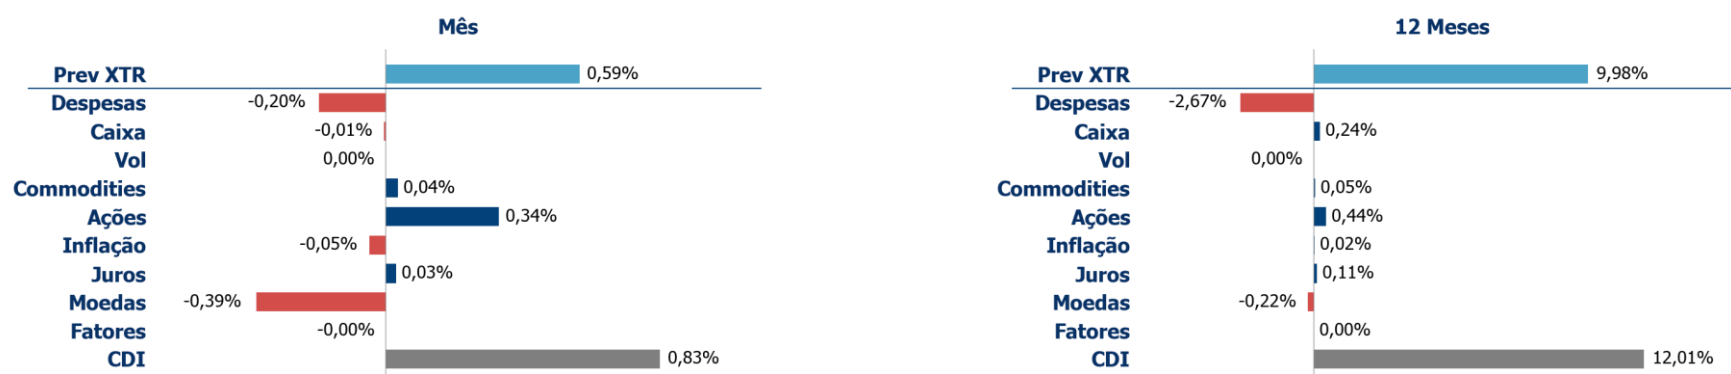 Mês
Prev XTR 0,59%
Despesas -0,20%
Caixa -0,01%
Vol 0,00%
Commodities 0,04%
Ações 0,34%
Inflação -0,05%
Juros 0,03%
Moedas -0,39%
Fatores -0,00%
CDI 0,83%
12 Meses
Prev XTR 9,98%
Despesas -2,67%
Caixa 0,24%
Vol 0,00%
Commodities 0,05%
Ações 0,44%
Inflação 0,02%
Juros 0,11%
Moedas -0,22%
Fatores 0,00%
CDI 12,01%